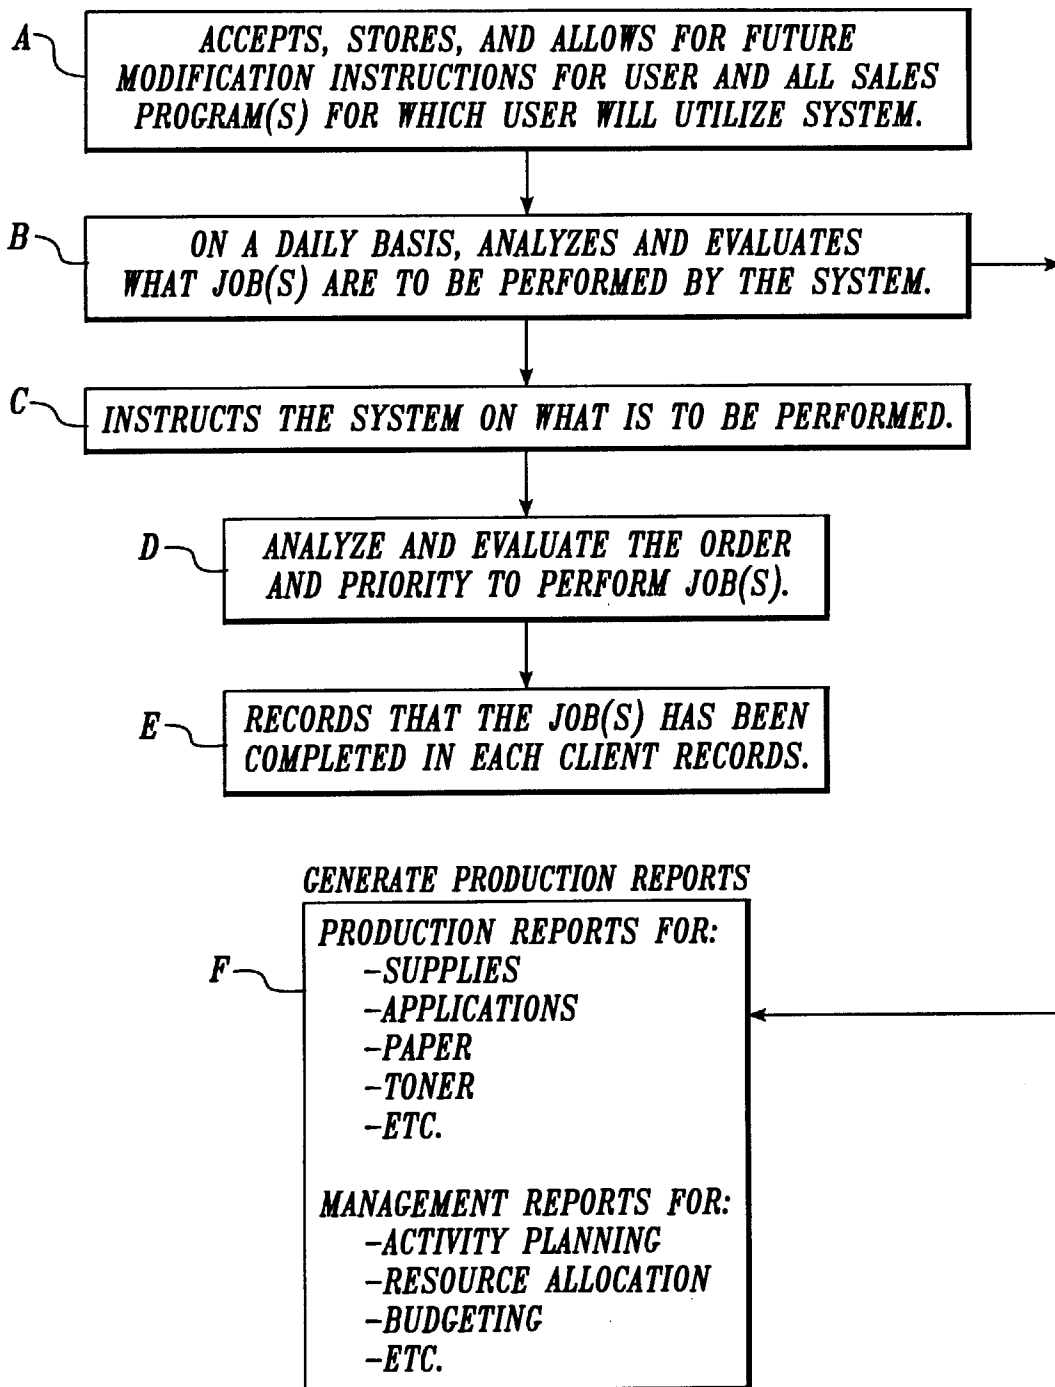 A
ACCEPTS, STORES, AND ALLOWS FOR FUTURE
MODIFICATION INSTRUCTIONS FOR USER AND ALL SALES
PROGRAM(S) FOR WHICH USER WILL UTILIZE SYSTEM.
B
ON A DAILY BASIS, ANALYZES AND EVALUATES
WHAT JOB(S) ARE TO BE PERFORMED BY THE SYSTEM.
C
INSTRUCTS THE SYSTEM ON WHAT IS TO BE PERFORMED.
D
ANALYZE AND EVALUATE THE ORDER
AND PRIORITY TO PERFORM JOB(S).
E
RECORDS THAT THE JOB(S) HAS BEEN
COMPLETED IN EACH CLIENT RECORDS.
GENERATE PRODUCTION REPORTS
F
PRODUCTION REPORTS FOR:
-SUPPLIES
-APPLICATIONS
-PAPER
-TONER
-ETC.
MANAGEMENT REPORTS FOR:
-ACTIVITY PLANNING
-RESOURCE ALLOCATION
-BUDGETING
-ETC.